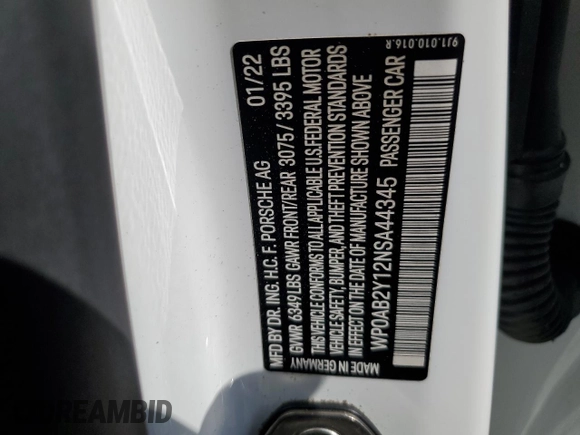 MFD BY DR. ING. H.C. F. PORSCHE AG 01/22
GVWR 6349 LBS GAWR FRONT/REAR 3075 / 3395 LBS
THIS VEHICLE CONFORMS TO ALL APPLICABLE U.S. FEDERAL MOTOR
VEHICLE SAFETY, BUMPER, AND THEFT PREVENTION STANDARDS
IN EFFECT ON THE DATE OF MANUFACTURE SHOWN ABOVE
WP0AB2Y12NSA44345 PASSENGER CAR
MADE IN GERMANY
9J1.010.016.R
DREAMBID